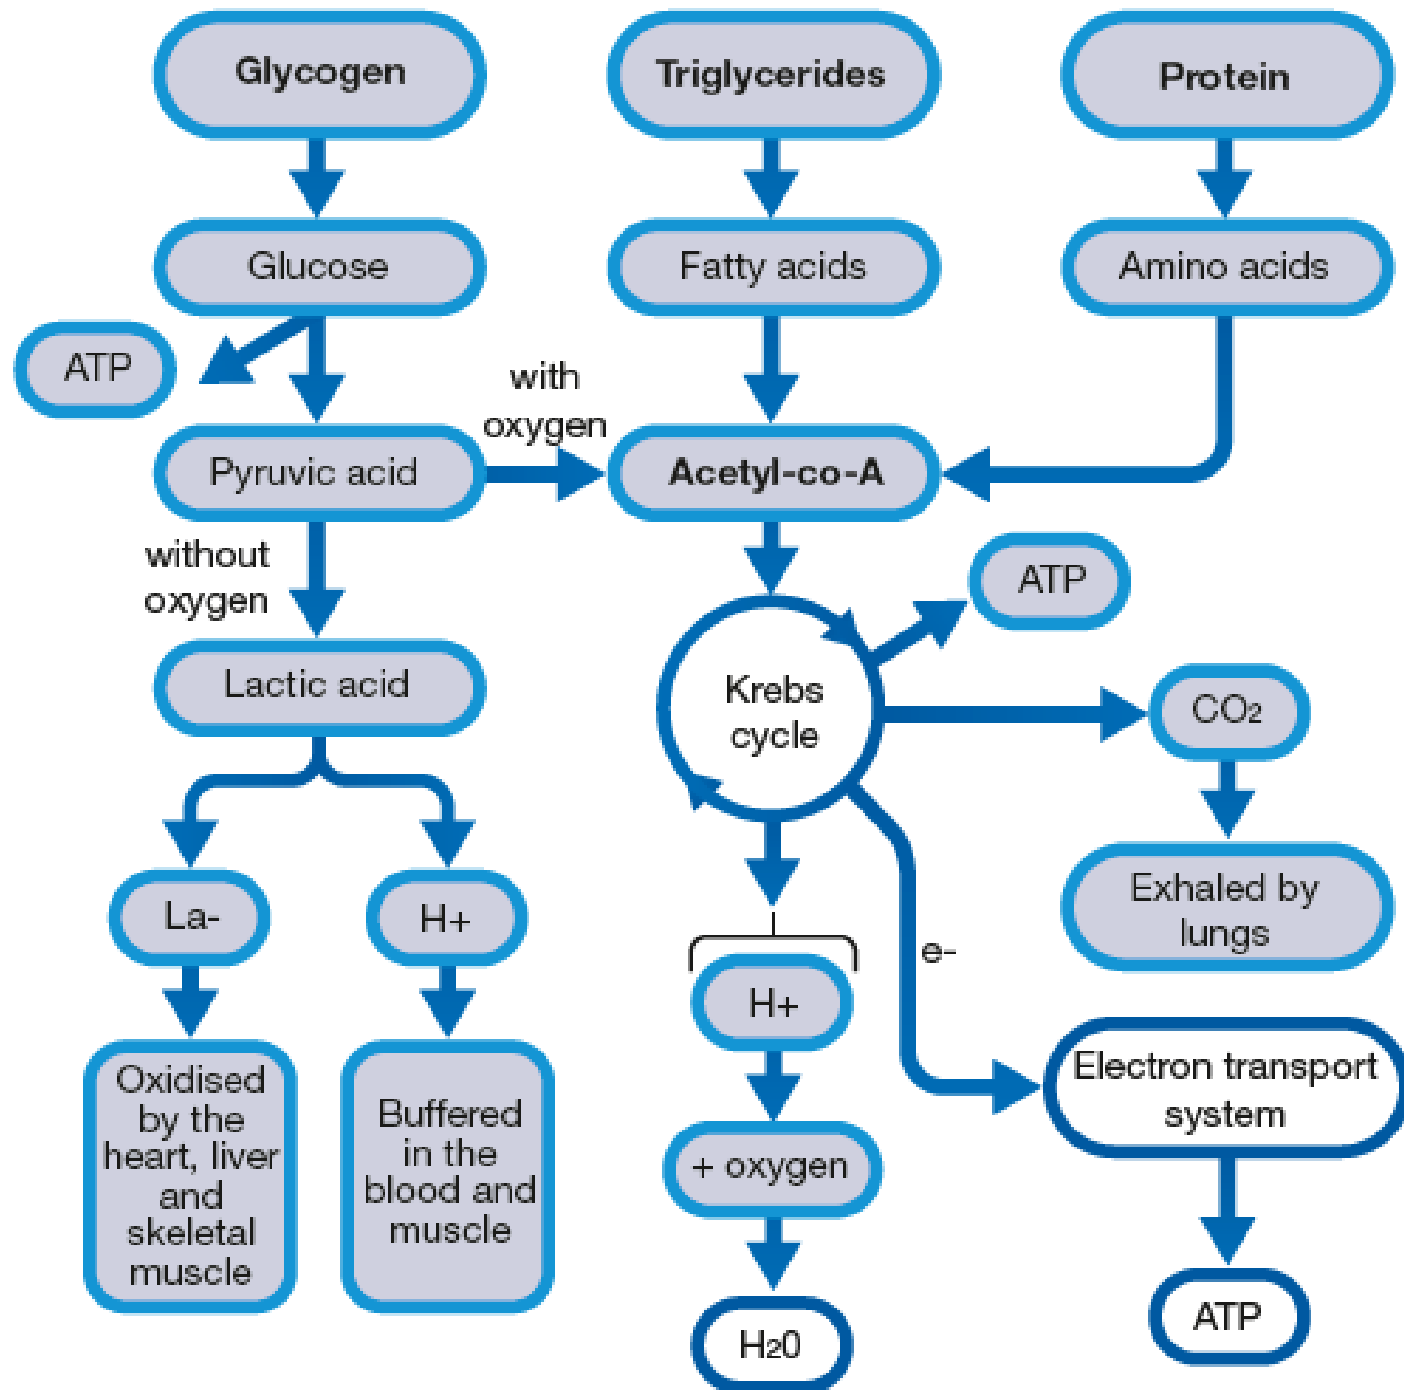 Glycogen
Triglycerides
Protein
Glucose
Fatty acids
Amino acids
ATP
with
oxygen
Pyruvic acid
Acetyl-co-A
without
oxygen
ATP
Lactic acid
Krebs
cycle
CO₂
La-
H+
Exhaled by
lungs
e-
H+
Oxidised
by the
heart, liver
and
skeletal
muscle
Buffered
in the
blood and
muscle
Electron transport
system
+ oxygen
ATP
H₂0